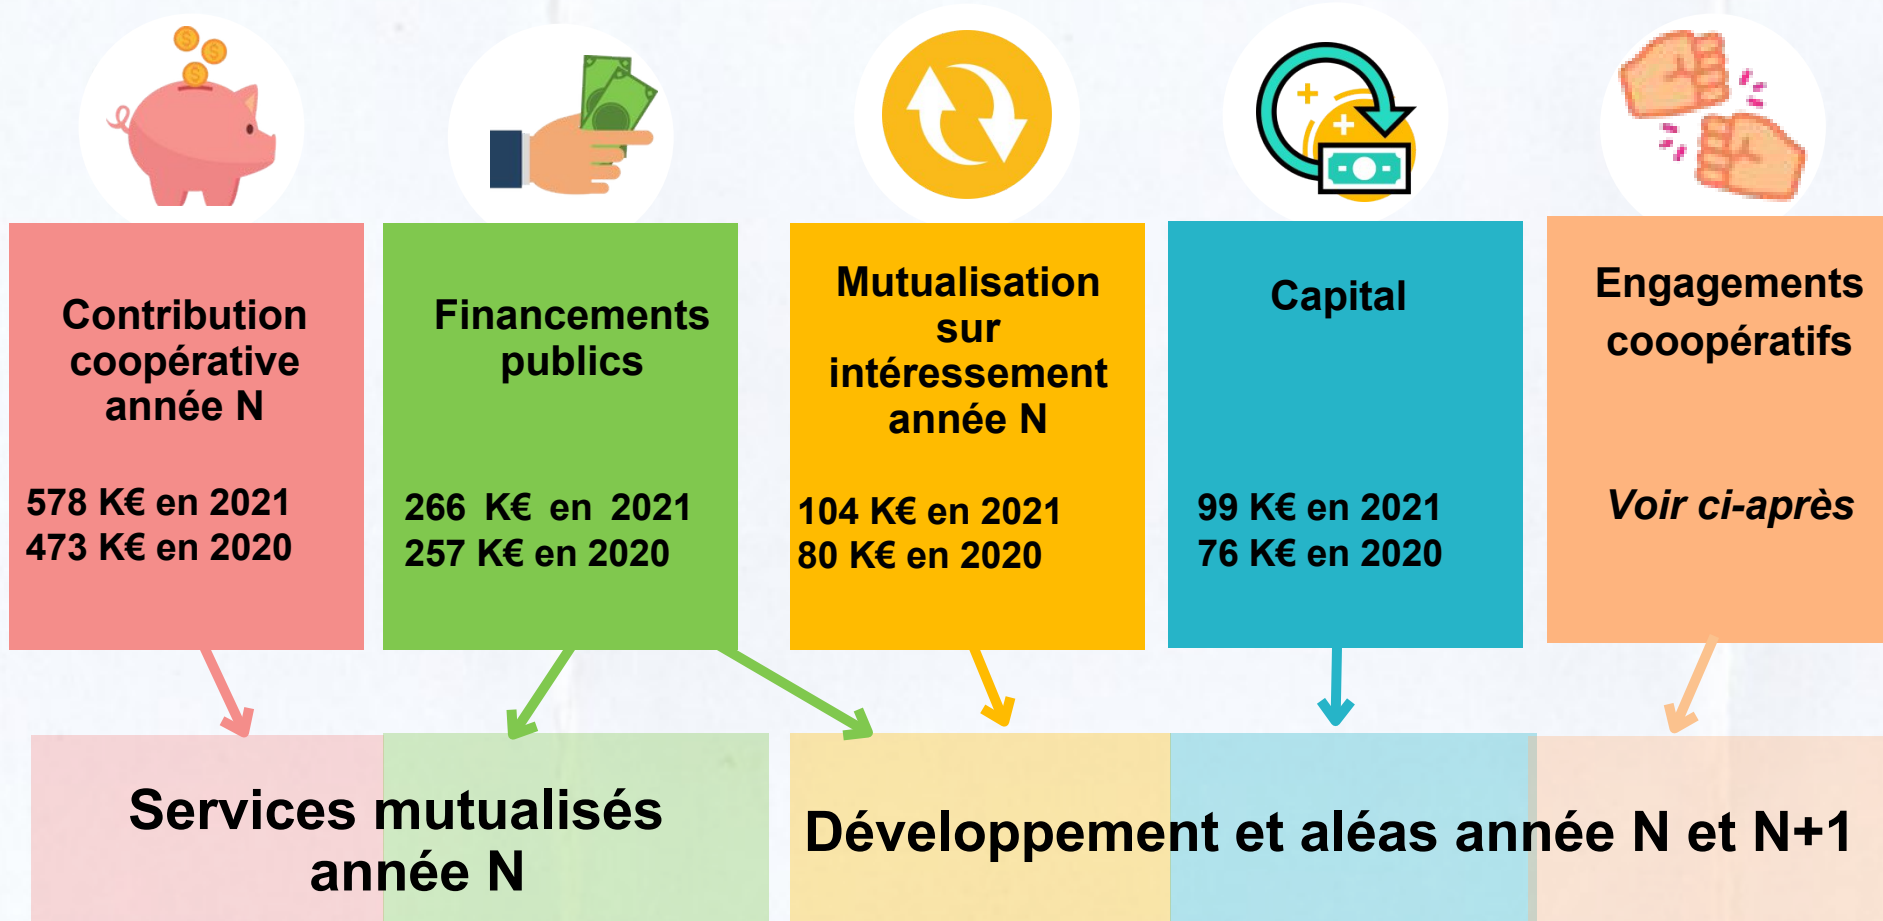 Contribution
coopérative
année N
578 K€ en 2021
473 K€ en 2020
Financements
publics
266 K€ en 2021
257 K€ en 2020
Mutualisation
sur
intéressement
année N
104 K€ en 2021
80 K€ en 2020
Capital
99 K€ en 2021
76 K€ en 2020
Engagements
cooopératifs
Voir ci-après
Services mutualisés
année N
Développement et aléas année N et N+1